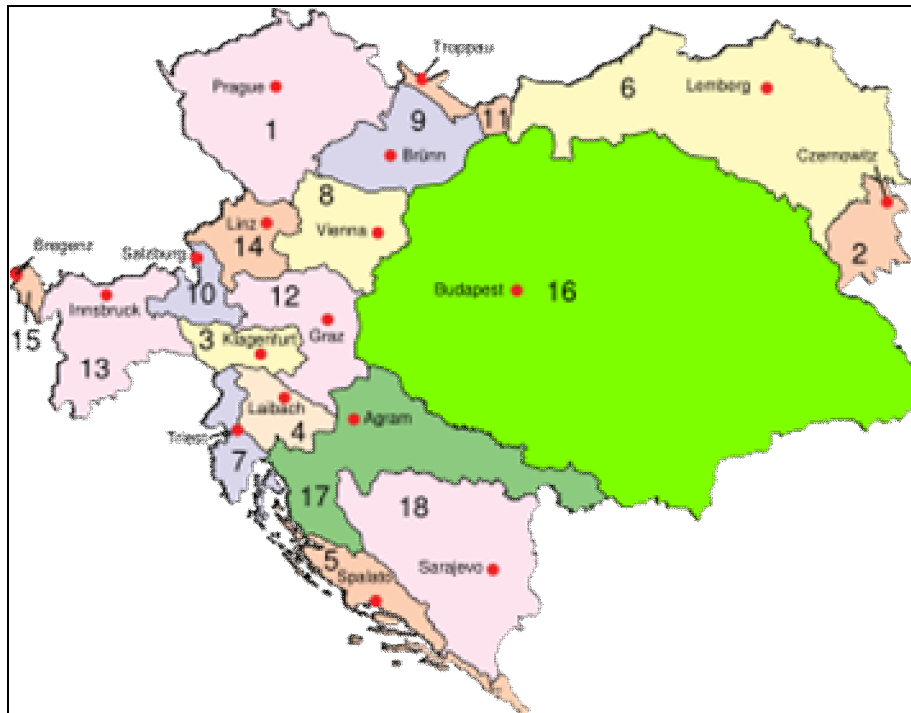 Troppau
Prague
6
Lemberg
1
9
11
Brünn
Czernowitz
8
Linz
Vienna
14
2
Bregenz
Salzburg
10
12
Budapest
16
Innsbruck
15
3
Klagenfurt
Graz
13
Laibach
4
Agram
Triest
7
17
18
5
Spalato
Sarajevo